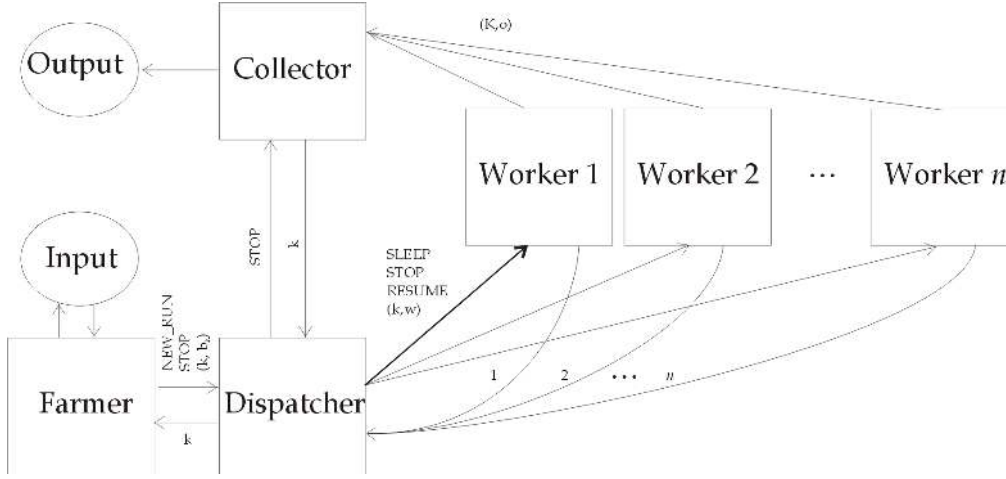 (K,o)
Output
Collector
Worker 1
Worker 2
...
Worker n
Input
STOP
k
SLEEP
STOP
RESUME
(k,w)
NEW_RUN
STOP
(k, b,)
Farmer
Dispatcher
k
1
2
...
n